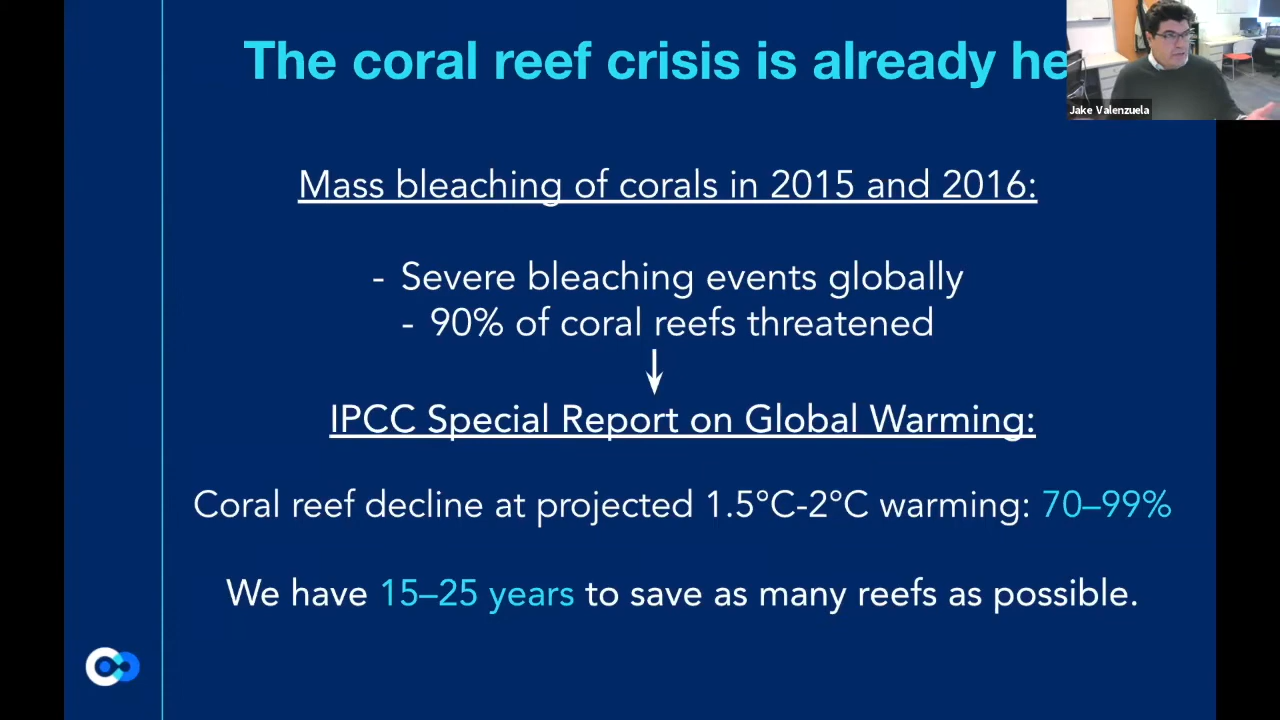 The coral reef crisis is already he
Jake Valenzuela
Mass bleaching of corals in 2015 and 2016:
- Severe bleaching events globally
- 90% of coral reefs threatened
IPCC Special Report on Global Warming:
Coral reef decline at projected 1.5°C-2°C warming: 70–99%
We have 15–25 years to save as many reefs as possible.